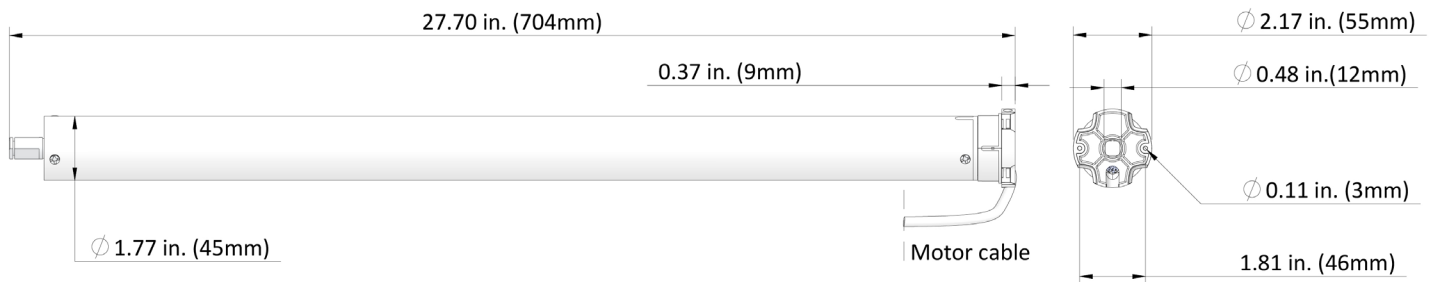 27.70 in. (704mm)
⌀ 2.17 in. (55mm)
0.37 in. (9mm)
⌀ 0.48 in.(12mm)
⌀ 0.11 in. (3mm)
⌀ 1.77 in. (45mm)
Motor cable
1.81 in. (46mm)